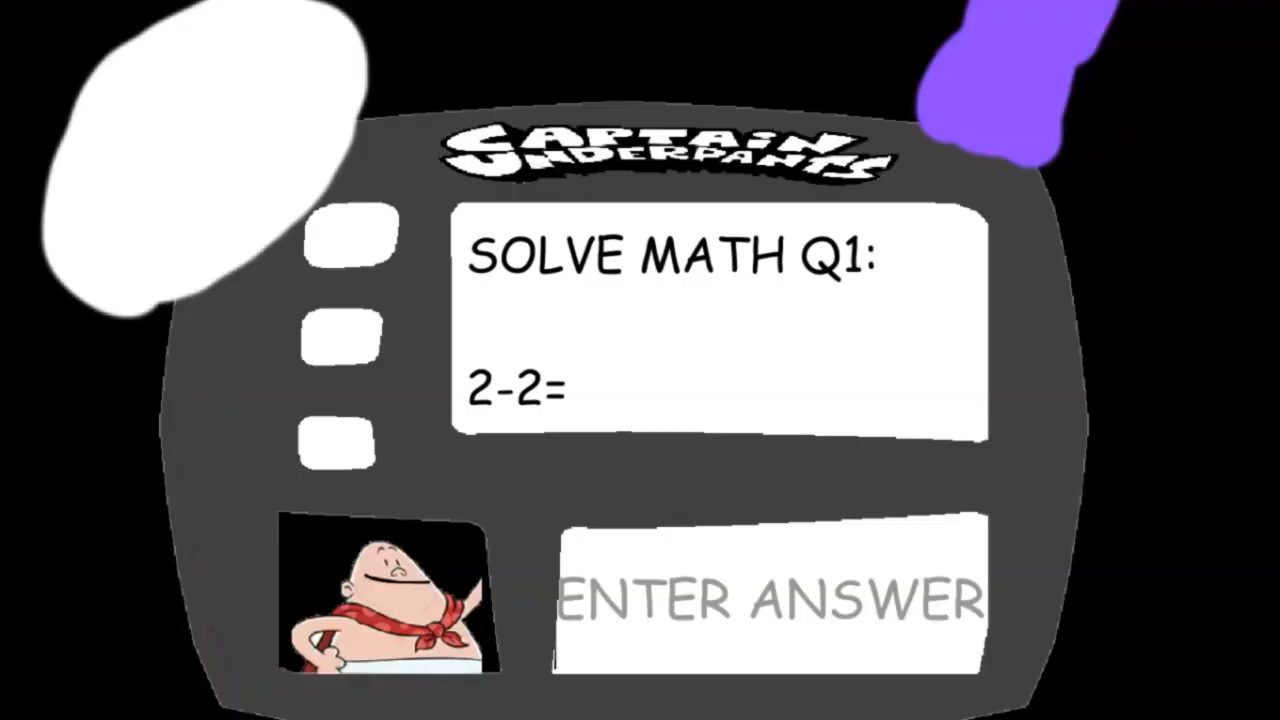 CAPTAIN
UNDERPANTS
SOLVE MATH Q1:
2-2=
ENTER ANSWER